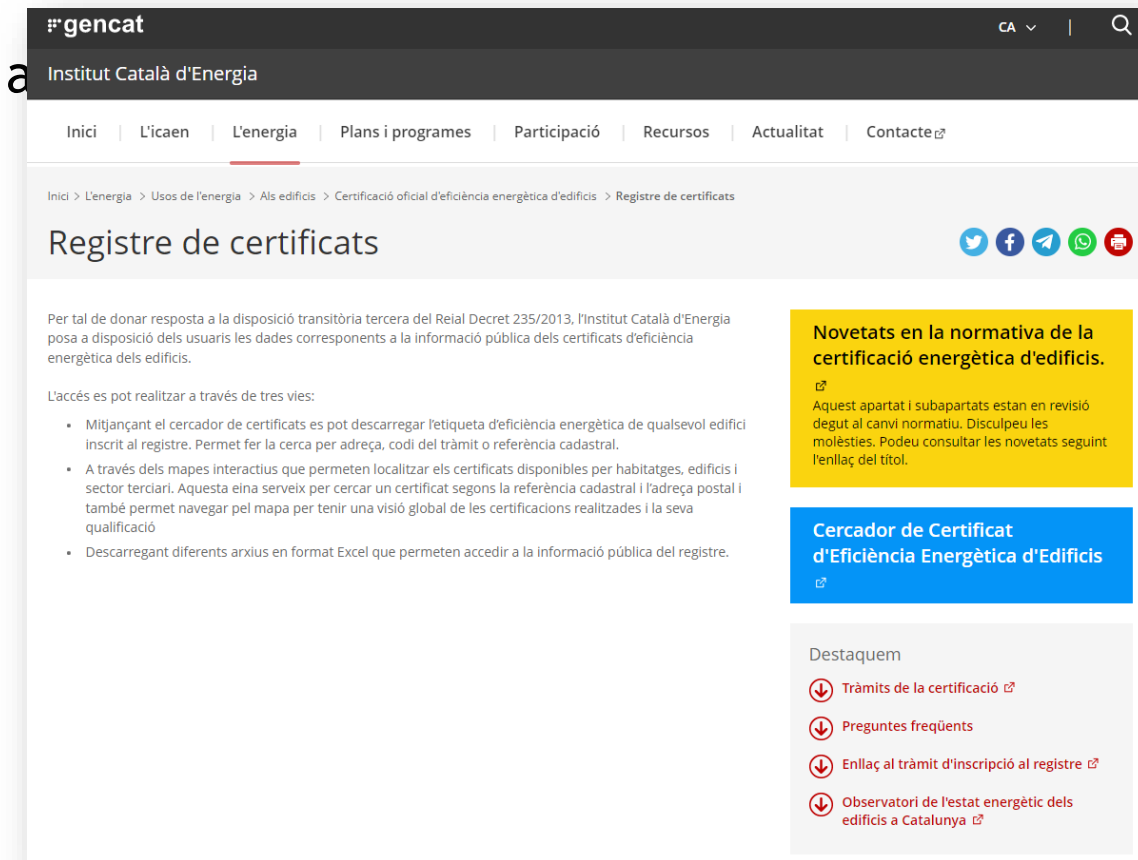 gencat
CA
a
Institut Català d'Energia
Inici
L'icaen
L'energia
Plans i programes
Participació
Recursos
Actualitat
Contacte
Inici > L'energia > Usos de l'energia > Als edificis > Certificació oficial d'eficiència energètica d'edificis > Registre de certificats
Registre de certificats
Per tal de donar resposta a la disposició transitòria tercera del Reial Decret 235/2013, l'Institut Català d'Energia
posa a disposició dels usuaris les dades corresponents a la informació pública dels certificats d'eficiència
energètica dels edificis.
L'accés es pot realitzar a través de tres vies:
• Mitjançant el cercador de certificats es pot descarregar l'etiqueta d'eficiència energètica de qualsevol edifici
inscrit al registre. Permet fer la cerca per adreça, codi del tràmit o referència cadastral.
• A través dels mapes interactius que permeten localitzar els certificats disponibles per habitatges, edificis i
sector terciari. Aquesta eina serveix per cercar un certificat segons la referència cadastral i l'adreça postal i
també permet navegar pel mapa per tenir una visió global de les certificacions realitzades i la seva
qualificació
• Descarregant diferents arxius en format Excel que permeten accedir a la informació pública del registre.
Novetats en la normativa de la
certificació energètica d'edificis.
Aquest apartat i subapartats estan en revisió
degut al canvi normatiu. Disculpeu les
molèsties. Podeu consultar les novetats seguint
l'enllaç del títol.
Cercador de Certificat
d'Eficiència Energètica d'Edificis
Destaquem
Tràmits de la certificació
Preguntes freqüents
Enllaç al tràmit d'inscripció al registre
Observatori de l'estat energètic dels
edificis a Catalunya